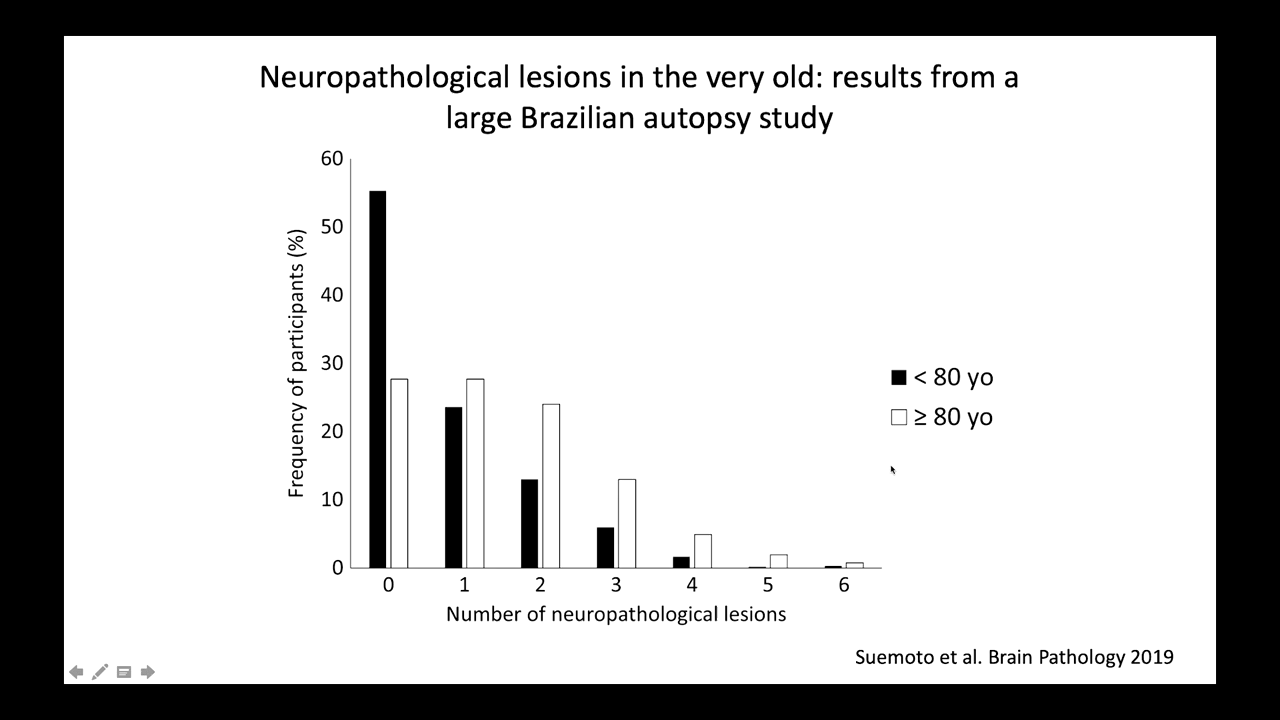 Neuropathological lesions in the very old: results from a
large Brazilian autopsy study
60
50
40
30
20
10
0
Frequency of participants (%)
0 1 2 3 4 5 6
Number of neuropathological lesions
< 80 yo
≥ 80 yo
Suemoto et al. Brain Pathology 2019